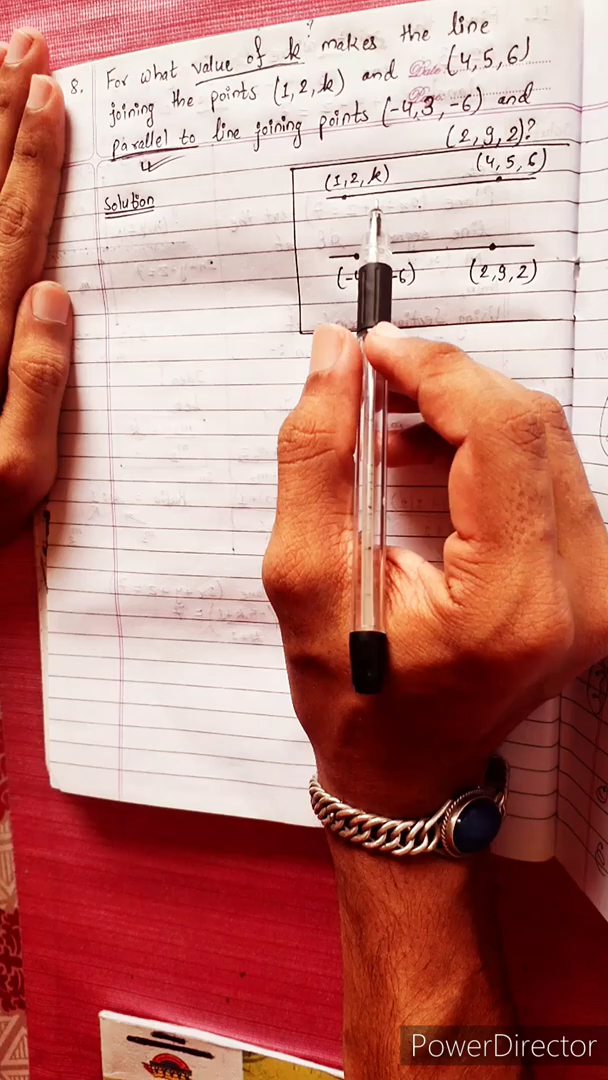 8. For what value of k? makes the line
joining the points (1,2,k) and (4,5,6)
parallel to line joining points (-4,3,-6) and
(2,9,2)?
Solution
(1,2,k) (4,5,6)
(-4 -6) (2,9,2)
PowerDirector